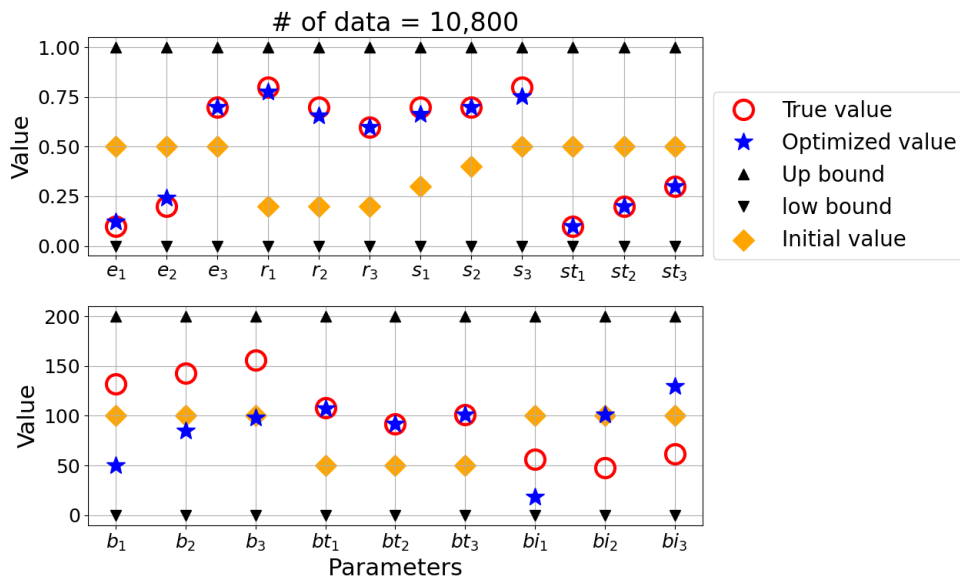 # of data = 10,800
Value
1.00
0.75
0.50
0.25
0.00
e₁ e₂ e₃ r₁ r₂ r₃ s₁ s₂ s₃ st₁ st₂ st₃
True value
Optimized value
Up bound
low bound
Initial value
Value
200
150
100
50
0
b₁ b₂ b₃ bt₁ bt₂ bt₃ bi₁ bi₂ bi₃
Parameters